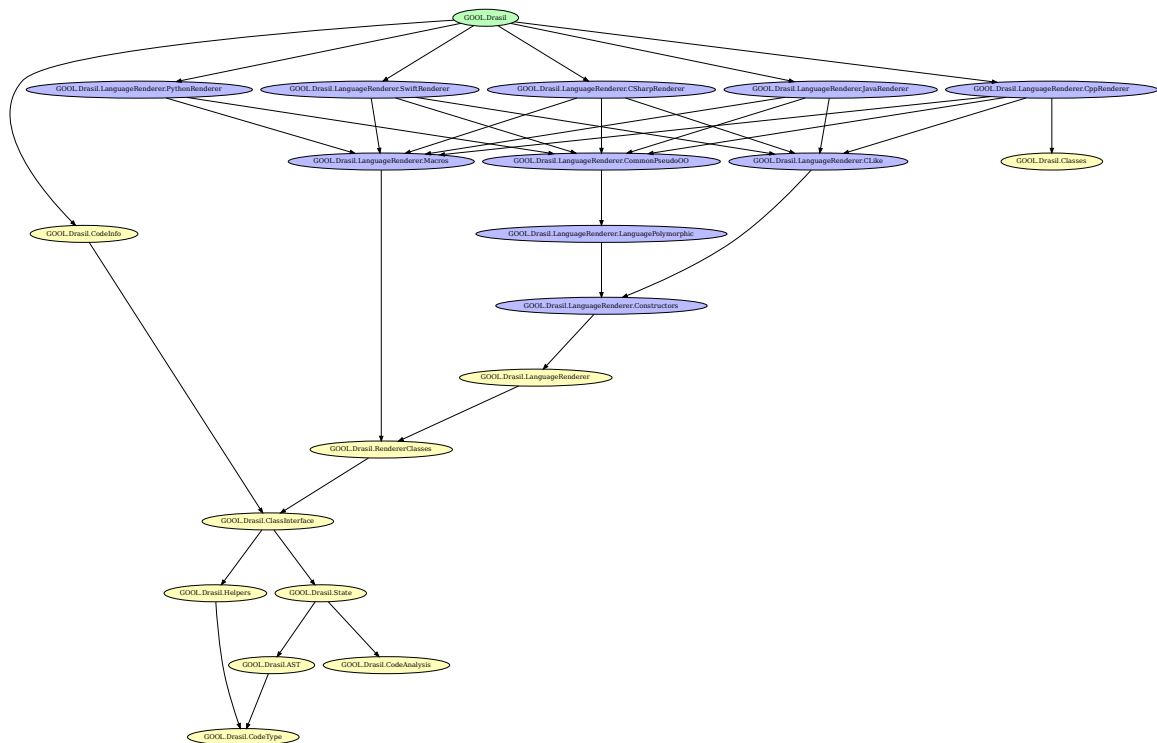 GOOL.Drasil
GOOL.Drasil.LanguageRenderer.PythonRenderer
GOOL.Drasil.LanguageRenderer.SwiftRenderer
GOOL.Drasil.LanguageRenderer.CSharpRenderer
GOOL.Drasil.LanguageRenderer.JavaRenderer
GOOL.Drasil.LanguageRenderer.CppRenderer
GOOL.Drasil.LanguageRenderer.Macros
GOOL.Drasil.LanguageRenderer.CommonPseudoOO
GOOL.Drasil.LanguageRenderer.CLike
GOOL.Drasil.Classes
GOOL.Drasil.CodeInfo
GOOL.Drasil.LanguageRenderer.LanguagePolymorphic
GOOL.Drasil.LanguageRenderer.Constructors
GOOL.Drasil.LanguageRenderer
GOOL.Drasil.RendererClasses
GOOL.Drasil.ClassInterface
GOOL.Drasil.Helpers
GOOL.Drasil.State
GOOL.Drasil.AST
GOOL.Drasil.CodeAnalysis
GOOL.Drasil.CodeType